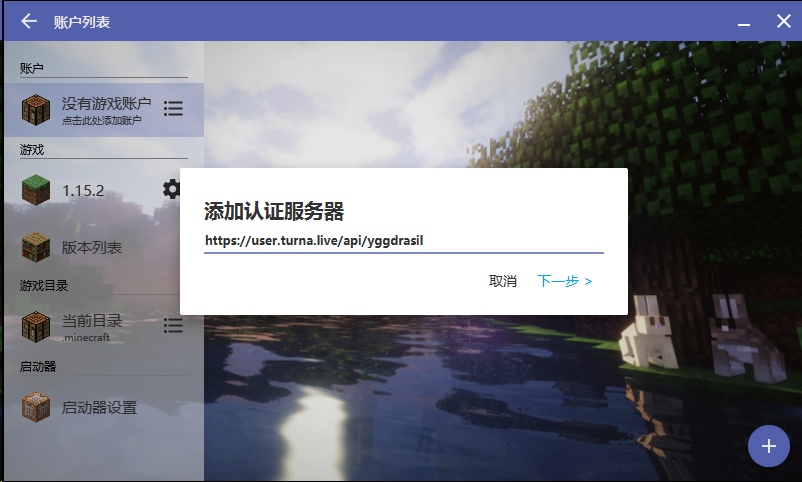 账户列表
账户
没有游戏账户
点击此处添加账户
游戏
1.15.2
版本列表
游戏目录
当前目录
.minecraft
启动器
启动器设置
添加认证服务器
https://user.turna.live/api/yggdrasil
取消 下一步 >